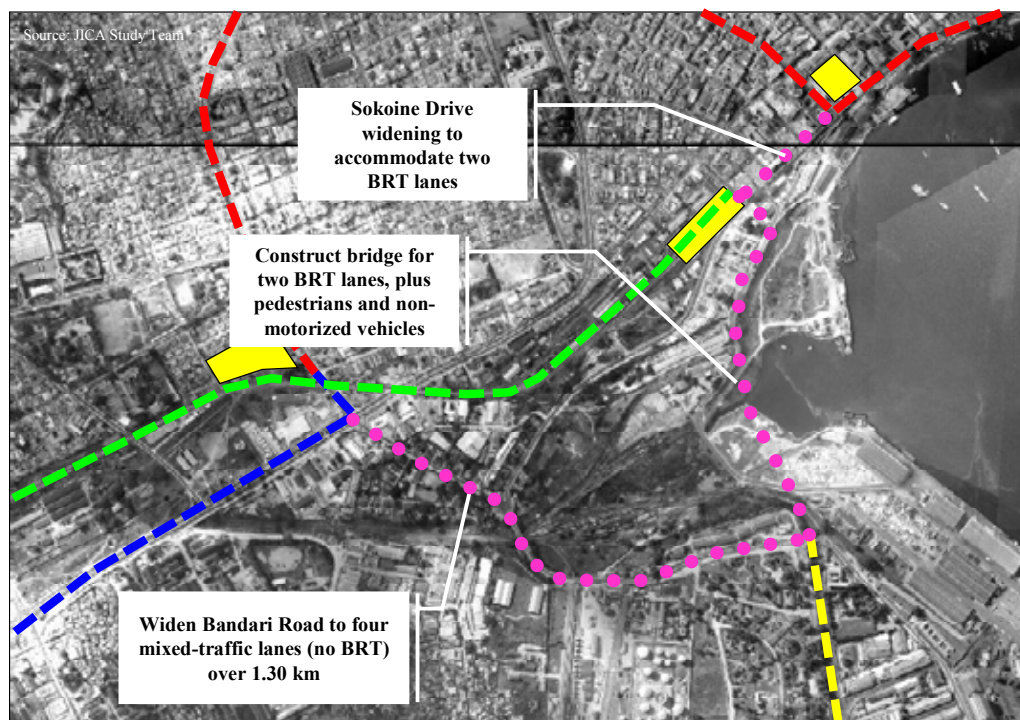 Source: JICA Study Team
Sokoine Drive
widening to
accommodate two
BRT lanes
Construct bridge for
two BRT lanes, plus
pedestrians and non-
motorized vehicles
Widen Bandari Road to four
mixed-traffic lanes (no BRT)
over 1.30 km